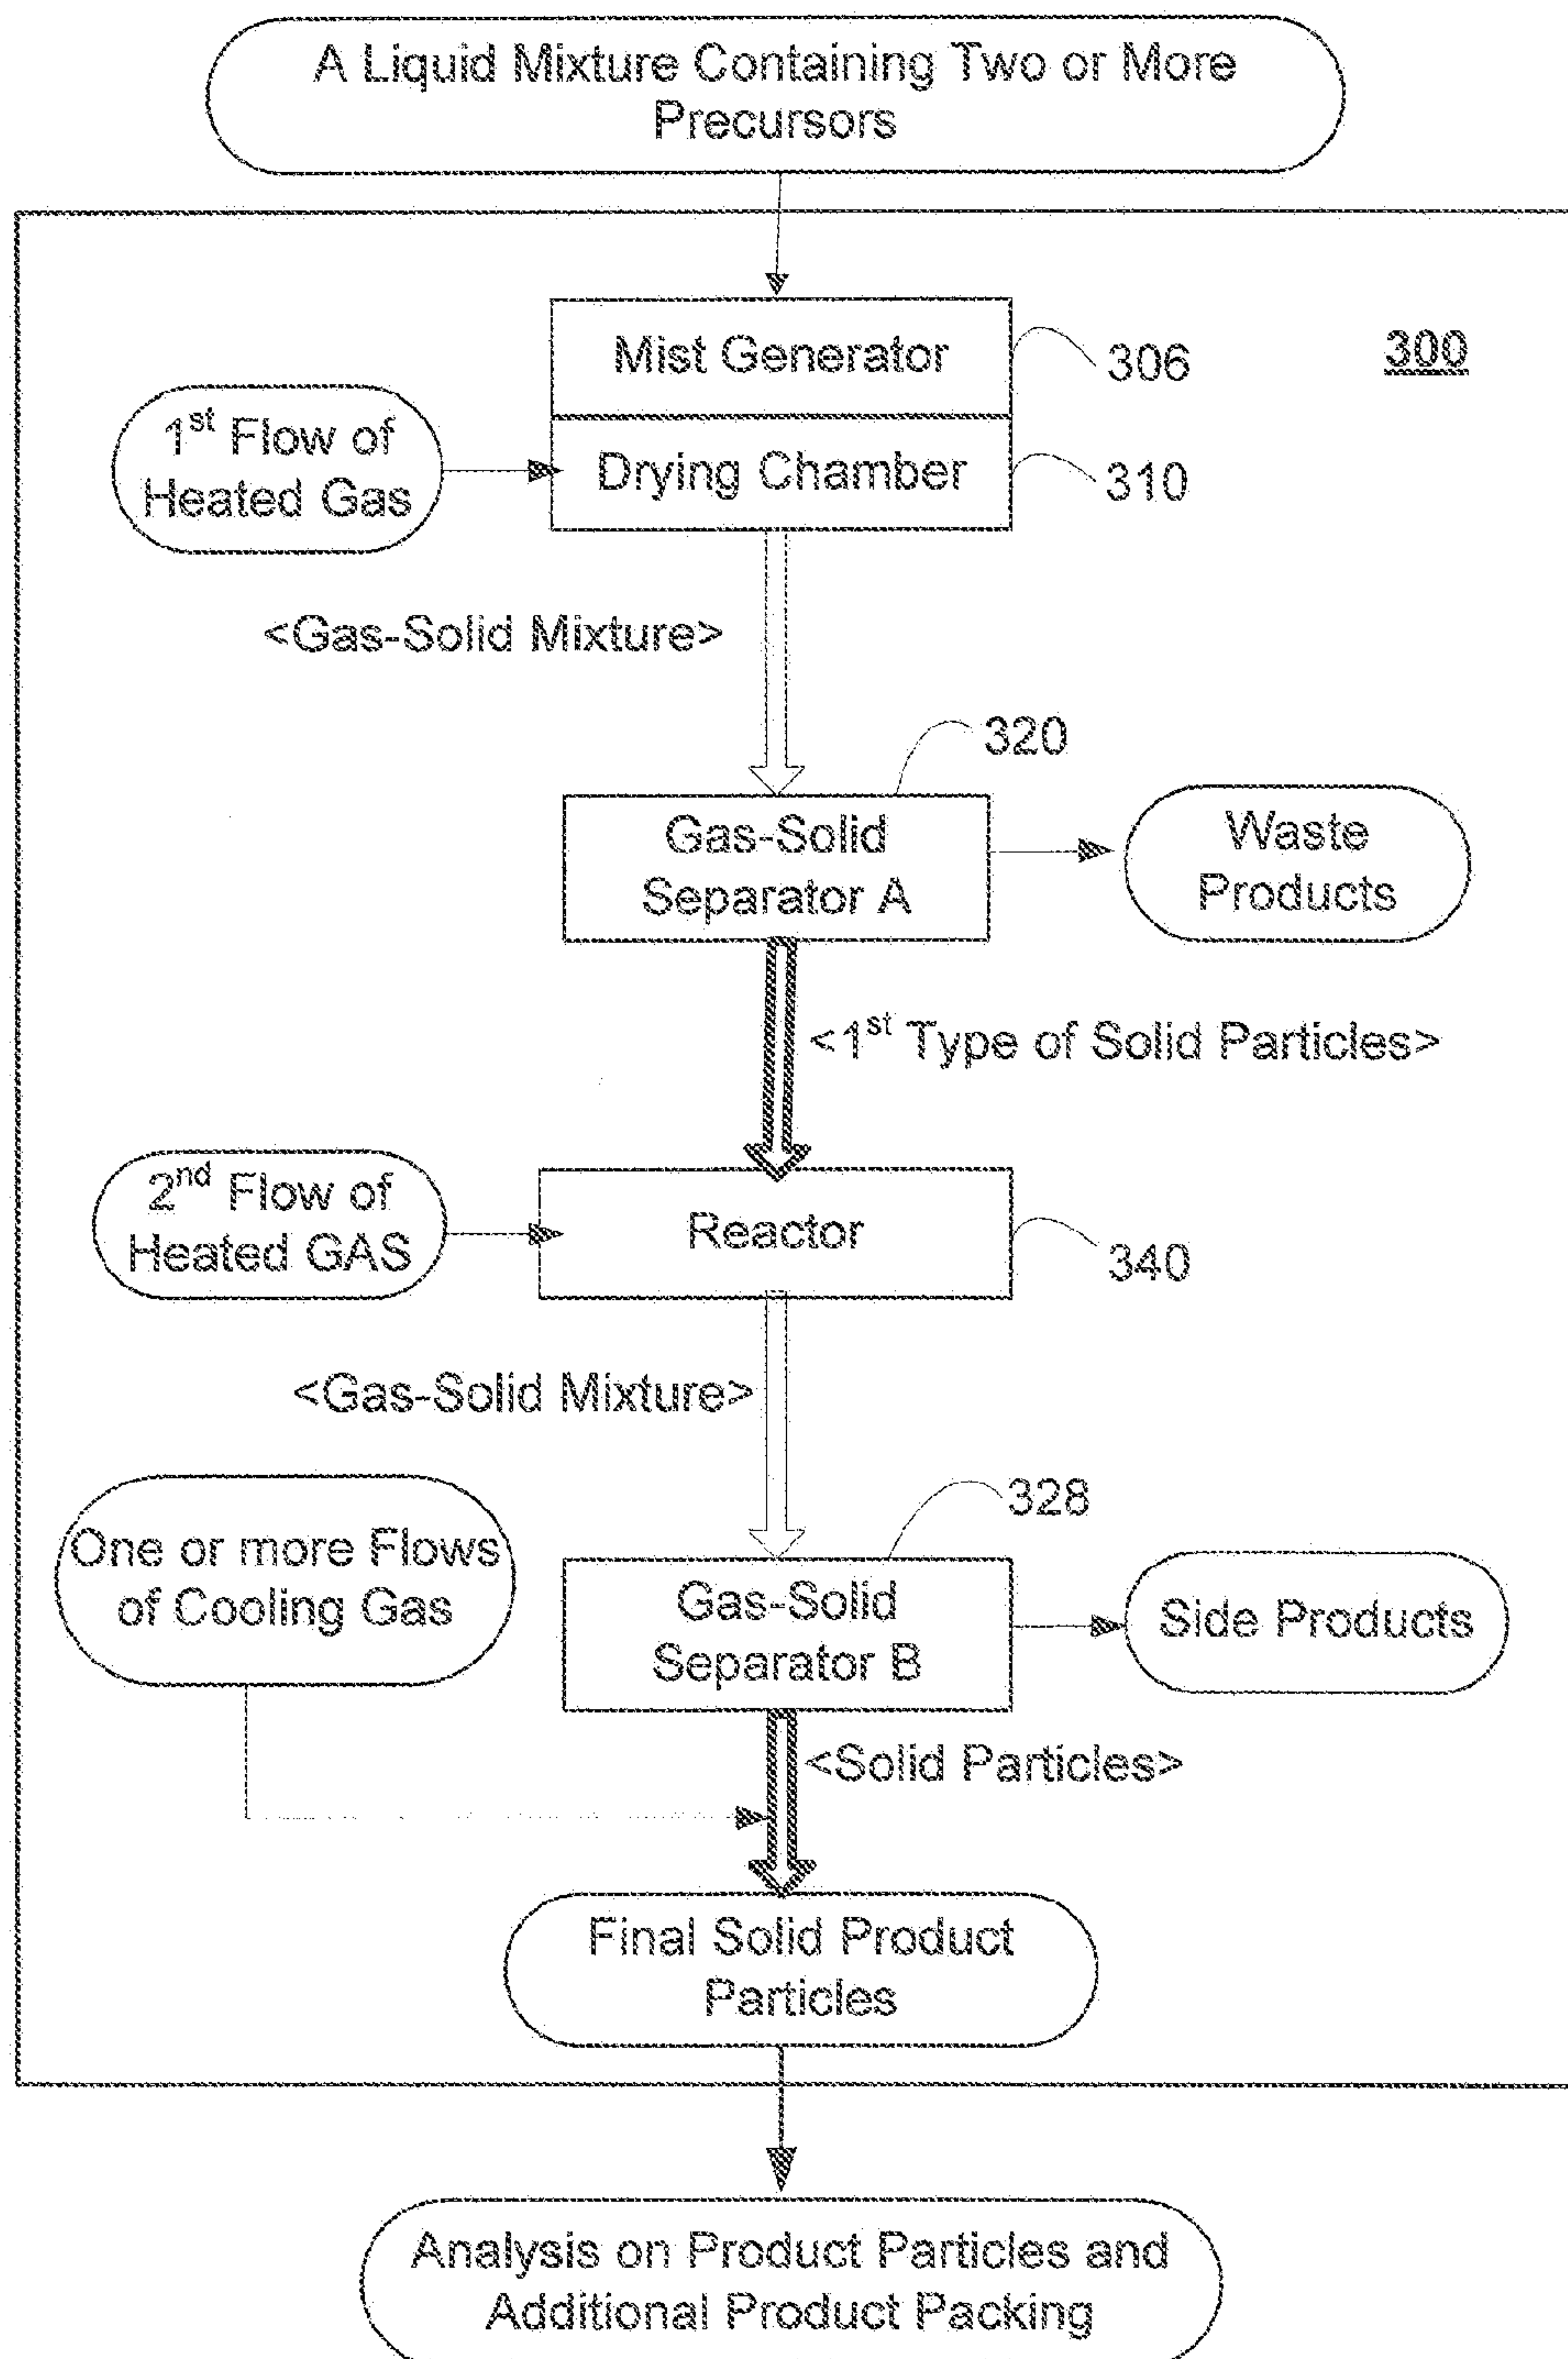 A Liquid Mixture Containing Two or More
Precursors
Mist Generator
306
300
1st Flow of
Heated Gas
Drying Chamber
310
<Gas-Solid Mixture>
320
Gas-Solid
Separator A
Waste
Products
<1st Type of Solid Particles>
2nd Flow of
Heated GAS
Reactor
340
<Gas-Solid Mixture>
328
One or more Flows
of Cooling Gas
Gas-Solid
Separator B
Side Products
<Solid Particles>
Final Solid Product
Particles
Analysis on Product Particles and
Additional Product Packing